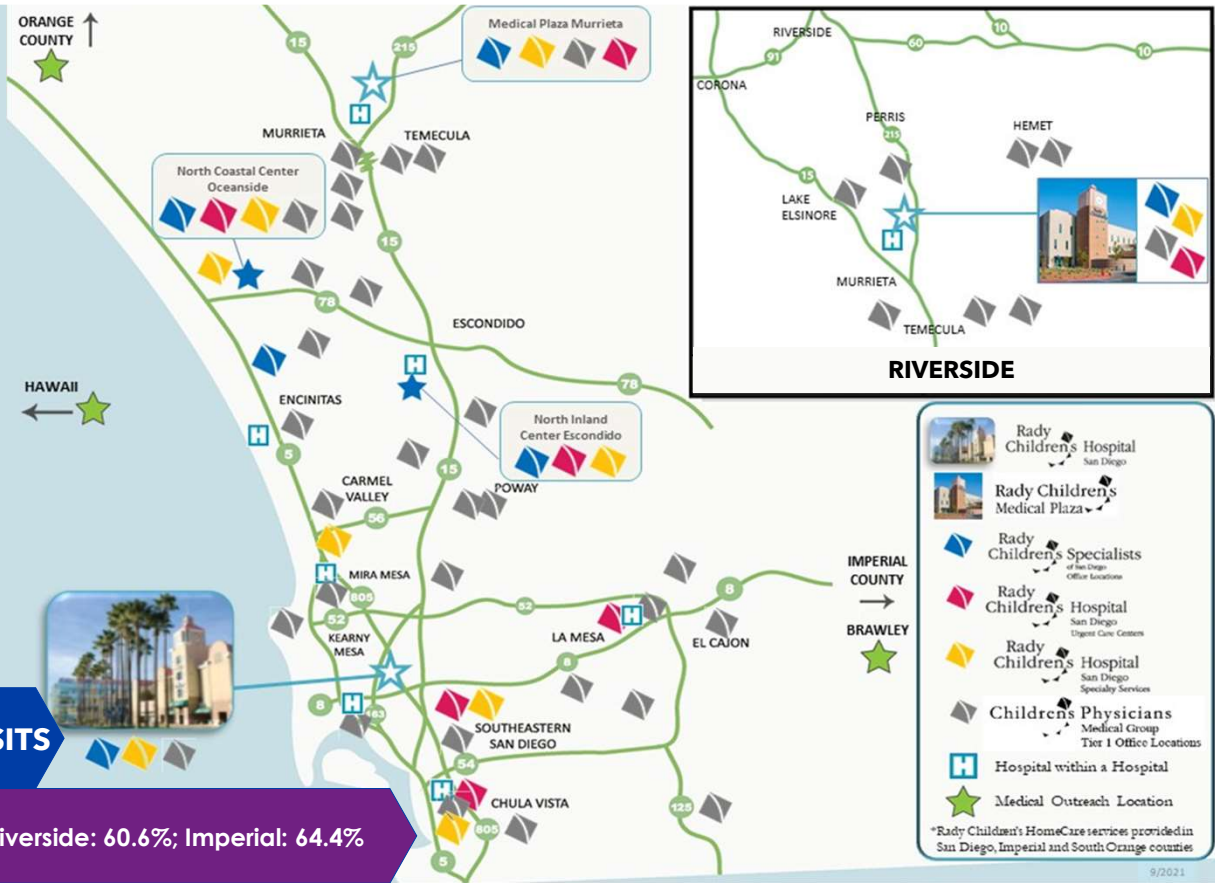 ORANGE
COUNTY
15
215
Medical Plaza Murrieta
MURRIETA
TEMECULA
North Coastal Center
Oceanside
15
78
ESCONDIDO
78
HAWAII
ENCINITAS
5
North Inland
Center Escondido
15
CARMEL
VALLEY
POWAY
56
MIRA MESA
805
52
52
KEARNY
MESA
LA MESA
8
EL CAJON
8
8
163
SOUTHEASTERN
SAN DIEGO
54
CHULA VISTA
805
125
5
IMPERIAL
COUNTY
BRAWLEY
SITS
iverside: 60.6%; Imperial: 64.4%
RIVERSIDE
91
60
10
10
CORONA
PERRIS
215
HEMET
15
LAKE
ELSINORE
H
MURRIETA
TEMECULA
RIVERSIDE
Rady
Children's Hospital
San Diego
Rady Children's
Medical Plaza
Rady
Children's Specialists
of San Diego
Office Locations
Rady
Children's Hospital
San Diego
Urgent Care Centers
Rady
Children's Hospital
San Diego
Specialty Services
Children's Physicians
Medical Group
Tier 1 Office Locations
H Hospital within a Hospital
Medical Outreach Location
*Rady Children's HomeCare services provided in
San Diego, Imperial and South Orange counties
9/2021